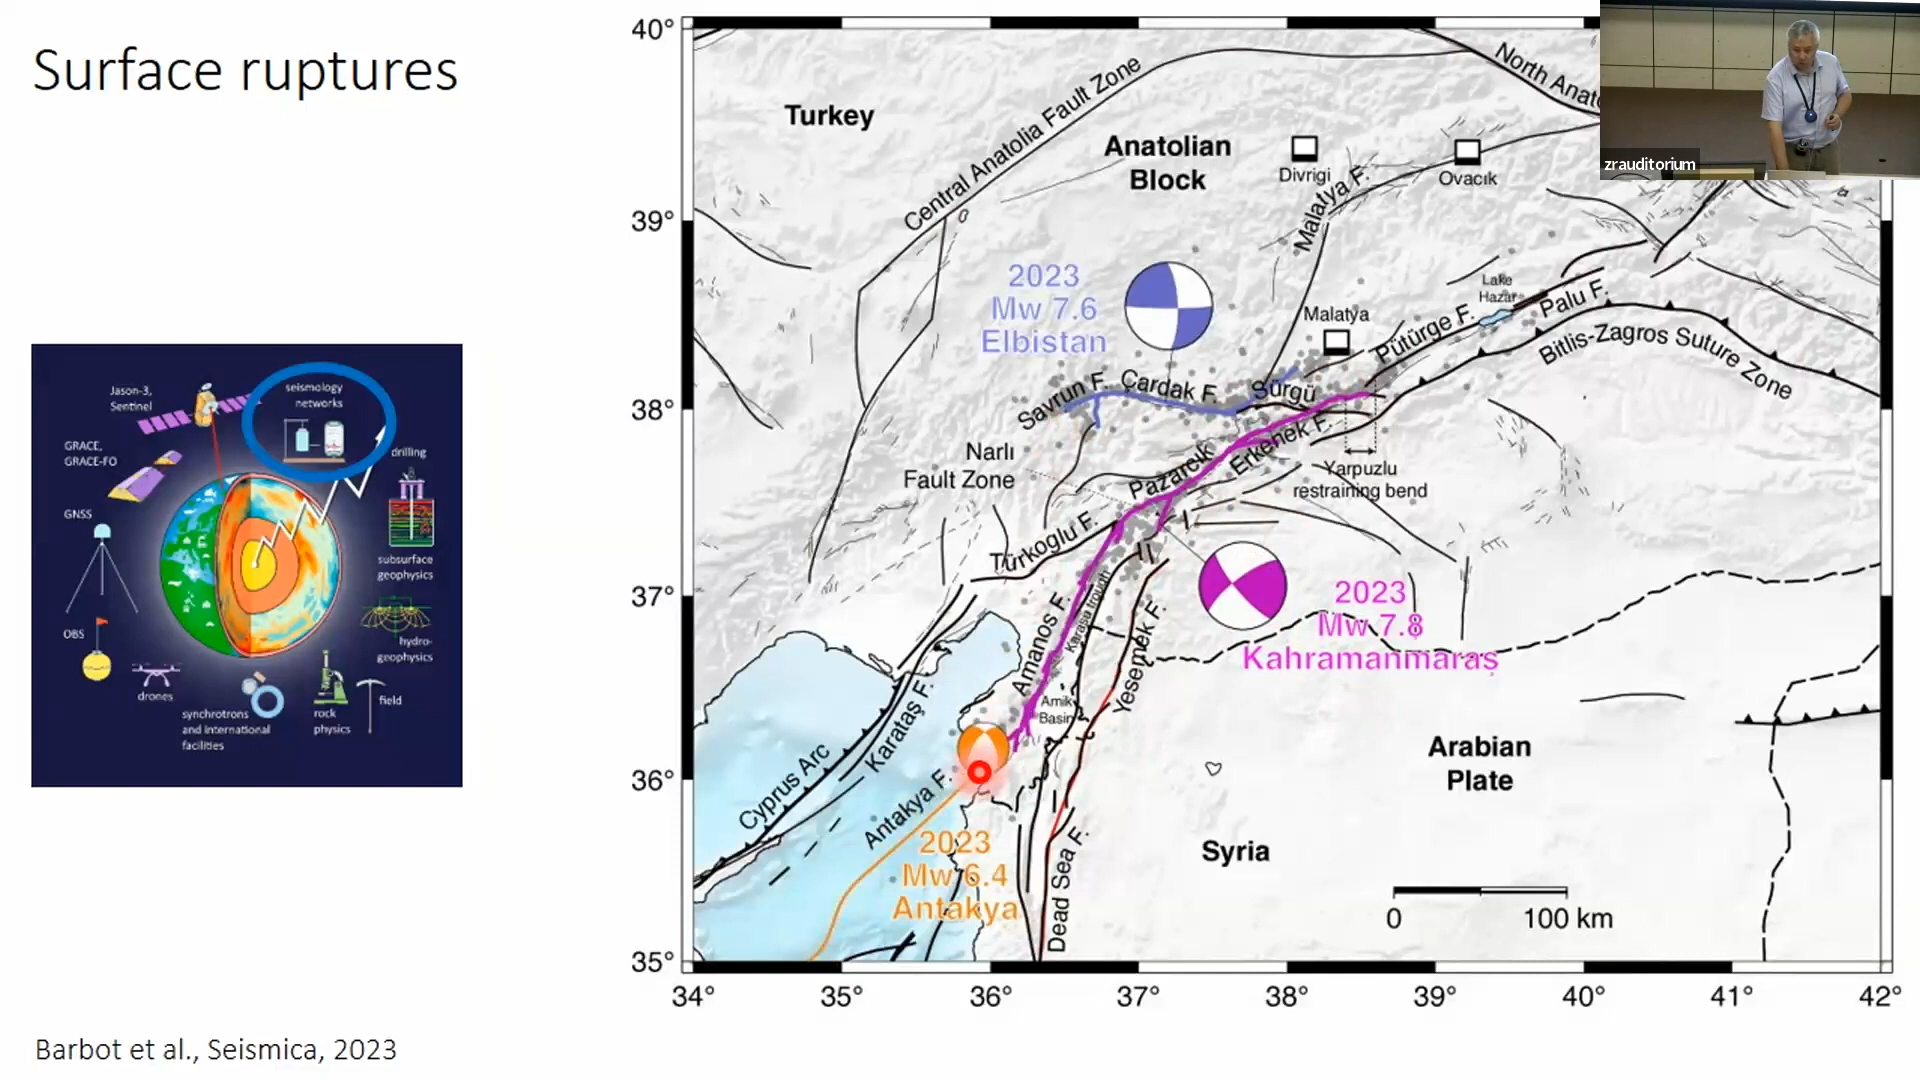 Surface ruptures
Jason-3,
Sentinel
seismology
networks
GRACE,
GRACE-FO
drilling
GNSS
subsurface
geophysics
OBS
hydro-
geophysics
drones
synchrotrons
and international
facilities
rock
physics
field
Barbot et al., Seismica, 2023
40°
39°
38°
37°
36°
35°
34°
35°
36°
37°
38°
39°
40°
41°
42°
Turkey
Central Anatolia Fault Zone
Anatolian
Block
North Anato
Divrigi
Ovacık
Malatya F.
2023
Mw 7.6
Elbistan
Malatya
Lake
Hazar
Pütürge F.
Palu F.
Bitlis-Zagros Suture Zone
Savrun F.
Çardak F.
Sürgü
Narlı
Fault Zone
Pazarcık
Erkenek F.
Yarpuzlu
restraining bend
Türkoglu F.
2023
Mw 7.8
Kahramanmaraş
Amanos F.
Karasu trough
Yesemek F.
Amik
Basin
Karataş F.
Cyprus Arc
Antakya F.
2023
Mw 6.4
Antakya
Dead Sea F.
Arabian
Plate
Syria
0
100 km
zrauditorium